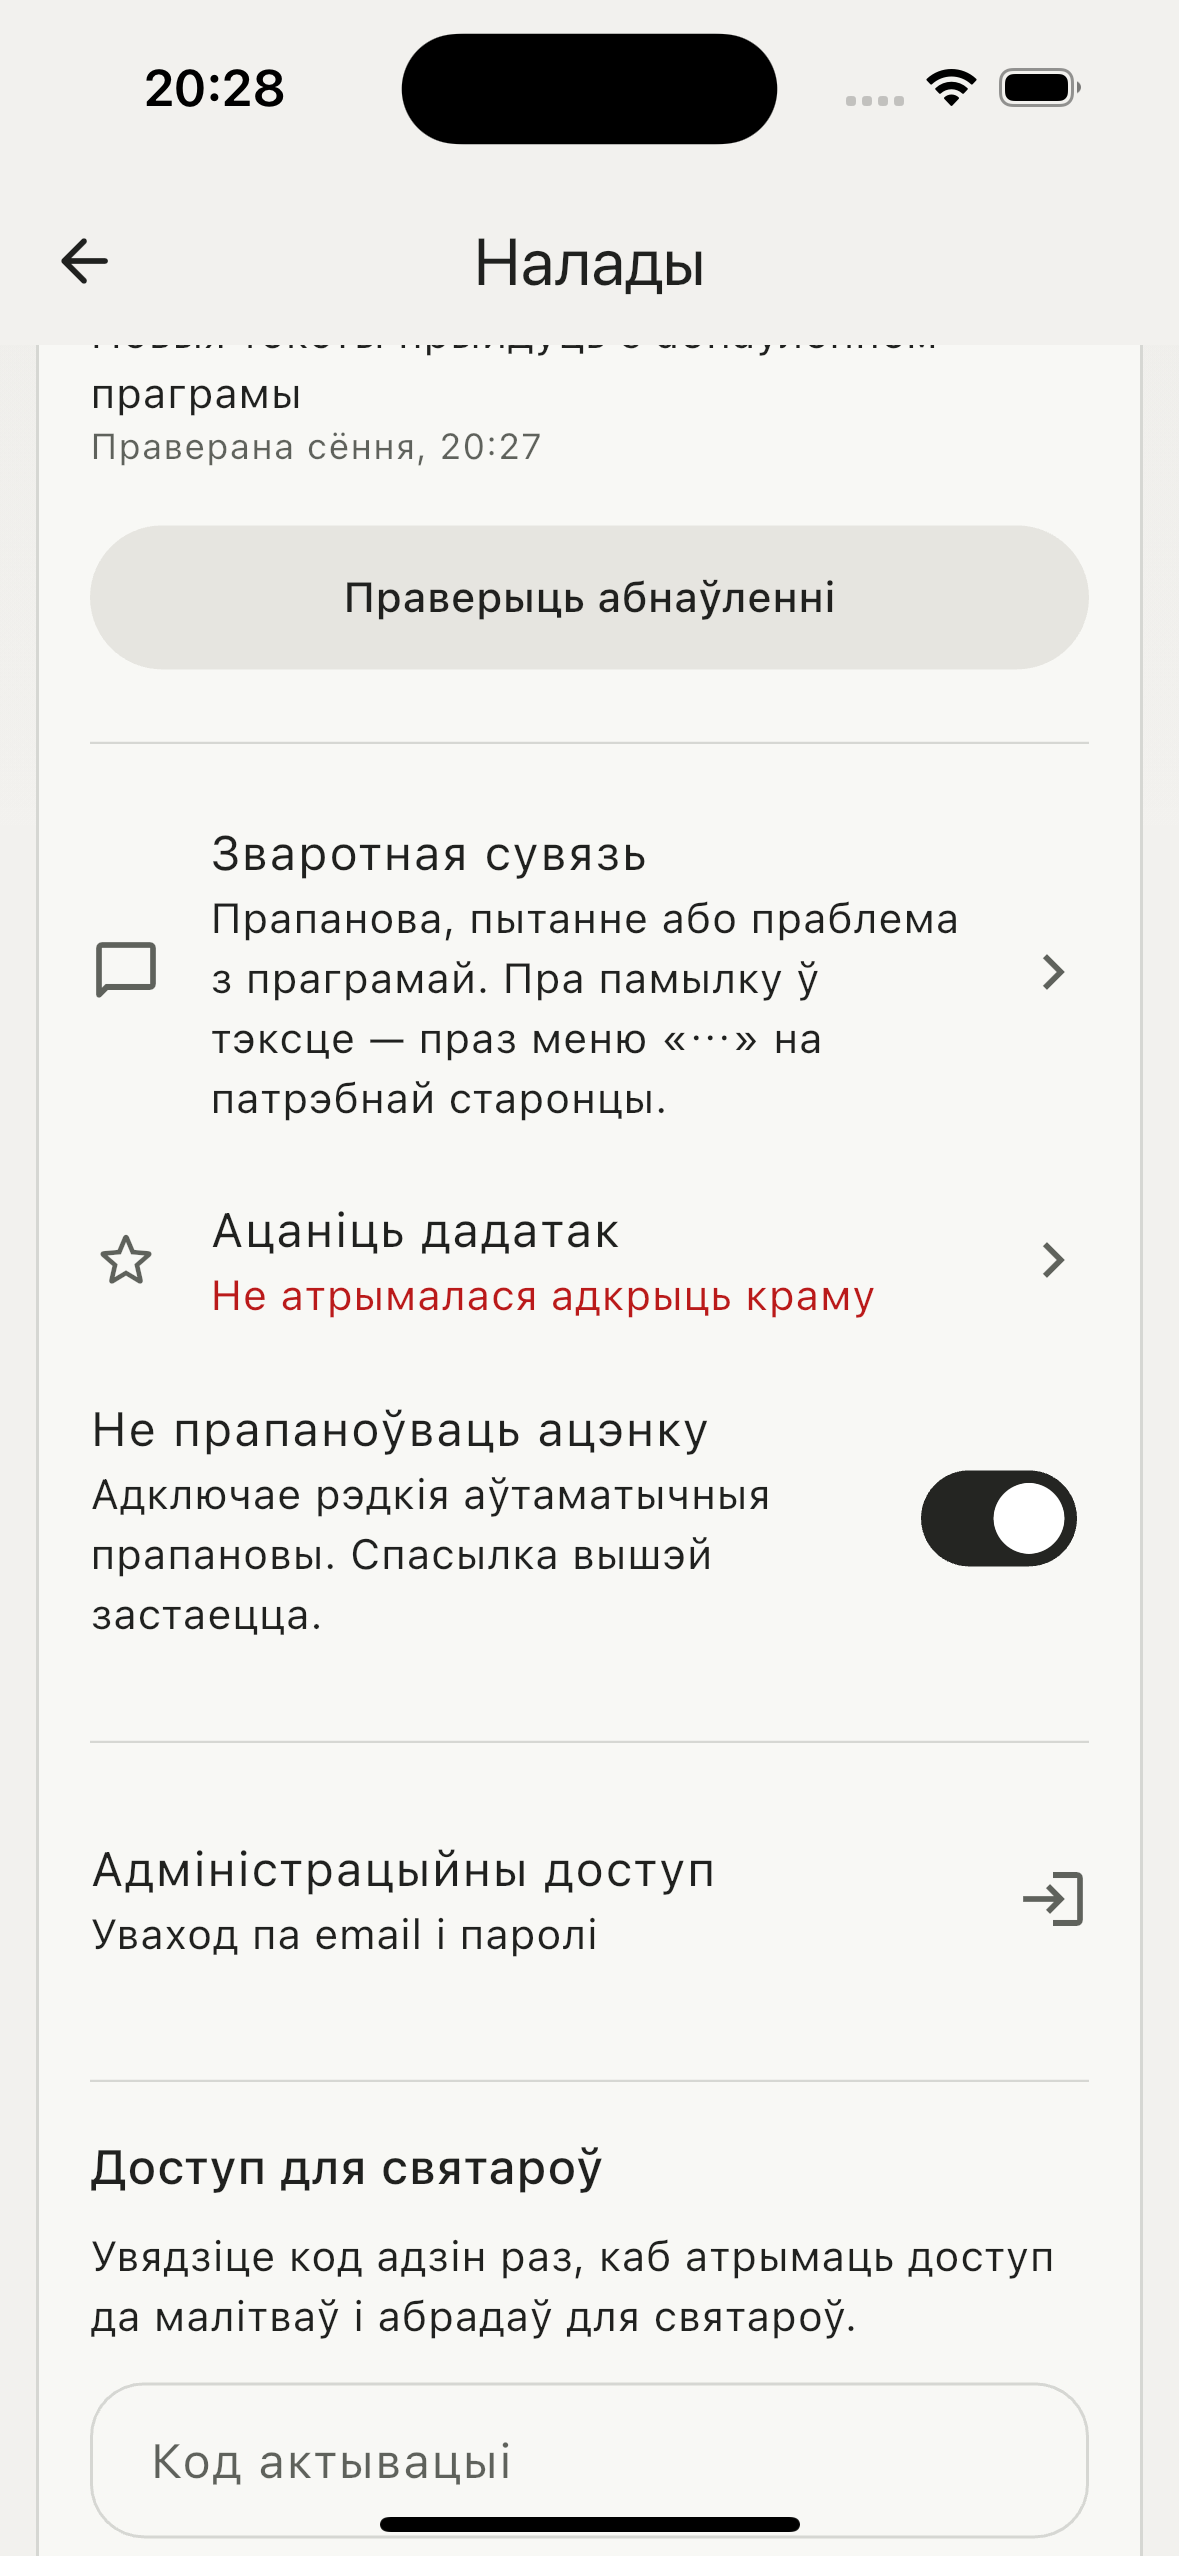 20:28
Налады
праграмы
Праверана сёння, 20:27
Праверыць абнаўленні
Зваротная сувязь
Прапанова, пытанне або праблема
з праграмай. Пра памылку ў
тэксце — праз меню «···» на
патрэбнай старонцы.
Ацаніць дадатак
Не атрымалася адкрыць краму
Не прапаноўваць ацэнку
Адключае рэдкія аўтаматычныя
прапановы. Спасылка вышэй
застаецца.
Адміністрацыйны доступ
Уваход па email і паролі
Доступ для святароў
Увядзіце код адзін раз, каб атрымаць доступ
да малітваў і абрадаў для святароў.
Код актывацыі